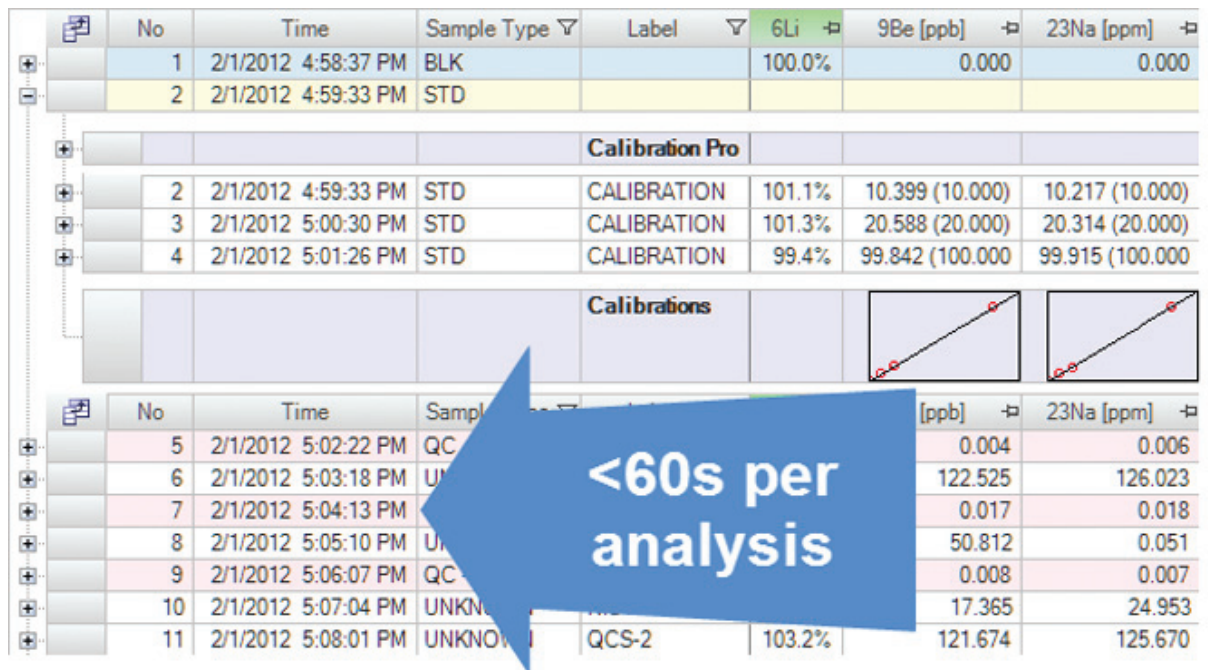 No Time Sample Type Label 6Li 9Be [ppb] 23Na [ppm]
1 2/1/2012 4:58:37 PM BLK 100.0% 0.000 0.000
2 2/1/2012 4:59:33 PM STD
Calibration Pro
2 2/1/2012 4:59:33 PM STD CALIBRATION 101.1% 10.399 (10.000) 10.217 (10.000)
3 2/1/2012 5:00:30 PM STD CALIBRATION 101.3% 20.588 (20.000) 20.314 (20.000)
4 2/1/2012 5:01:26 PM STD CALIBRATION 99.4% 99.842 (100.000 99.915 (100.000
Calibrations
No Time [ppb] 23Na [ppm]
5 2/1/2012 5:02:22 PM QC 0.004 0.006
6 2/1/2012 5:03:18 PM 122.525 126.023
7 2/1/2012 5:04:13 PM 0.017 0.018
8 2/1/2012 5:05:10 PM 50.812 0.051
9 2/1/2012 5:06:07 PM QC 0.008 0.007
10 2/1/2012 5:07:04 PM 17.365 24.953
11 2/1/2012 5:08:01 PM UNKNOWN QCS-2 103.2% 121.674 125.670
<60s per
analysis